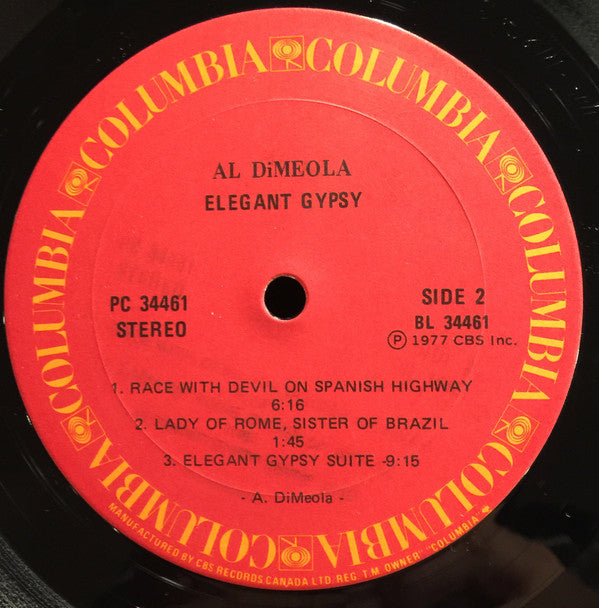 COLUMBIA COLUMBIA COLUMBIA COLUMBIA COLUMBIA COLUMBIA
AL DiMEOLA
ELEGANT GYPSY
PC 34461
STEREO
SIDE 2
BL 34461
℗ 1977 CBS Inc.
1. RACE WITH DEVIL ON SPANISH HIGHWAY
6:16
2. LADY OF ROME, SISTER OF BRAZIL
1:45
3. ELEGANT GYPSY SUITE -9:15
- A. DiMeola -
MANUFACTURED BY CBS RECORDS CANADA LTD. REG. T.M. OWNER "COLUMBIA."